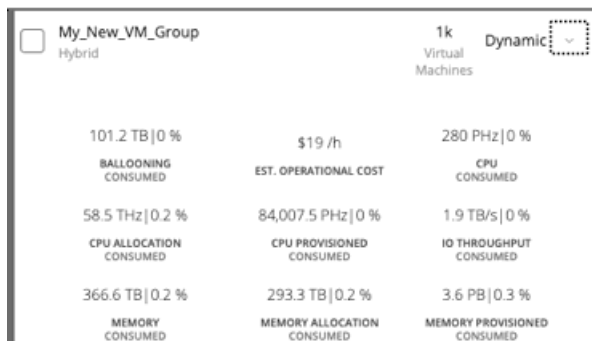 My_New_VM_Group
Hybrid
1k
Virtual
Machines
Dynamic
101.2 TB|0 %
BALLOONING
CONSUMED
$19 /h
EST. OPERATIONAL COST
280 PHz|0 %
CPU
CONSUMED
58.5 THz|0.2 %
CPU ALLOCATION
CONSUMED
84,007.5 PHz|0 %
CPU PROVISIONED
CONSUMED
1.9 TB/s|0 %
IO THROUGHPUT
CONSUMED
366.6 TB|0.2 %
MEMORY
CONSUMED
293.3 TB|0.2 %
MEMORY ALLOCATION
CONSUMED
3.6 PB|0.3 %
MEMORY PROVISIONED
CONSUMED